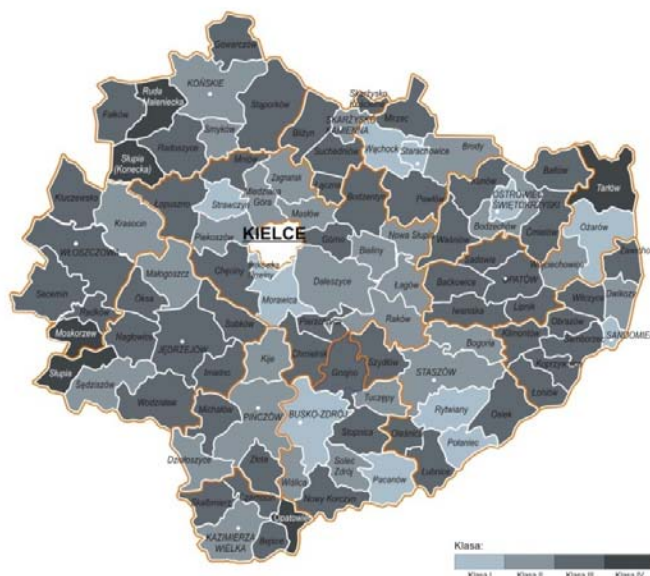 Gowarczów
KOŃSKIE
Ruda
Maleniecka
Fałków
Stąporków
Smyków
Radoszyce
Słupia
(Konecka)
Skarżysko
Mirzec
SKARŻYSKO
KAMIENNA
Bliżyn
Suchedniów
Wąchock
Starachowice
Brody
Mniów
Zagnańsk
Łączna
Bodzentyn
Pawłów
Kunów
Bałtów
Tarłów
OSTROWIEC
ŚWIĘTOKRZYSKI
Kluczewsko
Krasocin
Łopuszno
Strawczyn
Miedziana
Góra
Masłów
KIELCE
Piekoszów
Górno
Nowa Słupia
Waśniów
Bodzechów
Ćmielów
Ożarów
WŁOSZCZOWA
Małogoszcz
Chęciny
Bieliny
Sadowie
Wojciechowice
Zawichost
Morawica
Daleszyce
Łagów
Baćkowice
OPATÓW
Secemin
Oksa
Radków
Sobków
Pierzchnica
Raków
Iwaniska
Lipnik
Wilczyce
Dwikozy
Moskorzew
Nagłowice
JĘDRZEJÓW
Kije
Chmielnik
Szydłów
Bogoria
Klimontów
Obrazów
Samborzec
SANDOMIERZ
Słupia
Sędziszów
Imielno
Gnojno
STASZÓW
Koprzywnica
Wodzisław
Michałów
PIŃCZÓW
BUSKO-ZDRÓJ
Tuczępy
Rytwiany
Osiek
Łoniów
Stopnica
Oleśnica
Połaniec
Działoszyce
Złota
Solec
Zdrój
Łubnice
Wiślica
Pacanów
Skalbmierz
Nowy Korczyn
Opatowiec
KAZIMIERZA
WIELKA
Bejsce
Klasa:
Klasa I Klasa II Klasa III Klasa IV